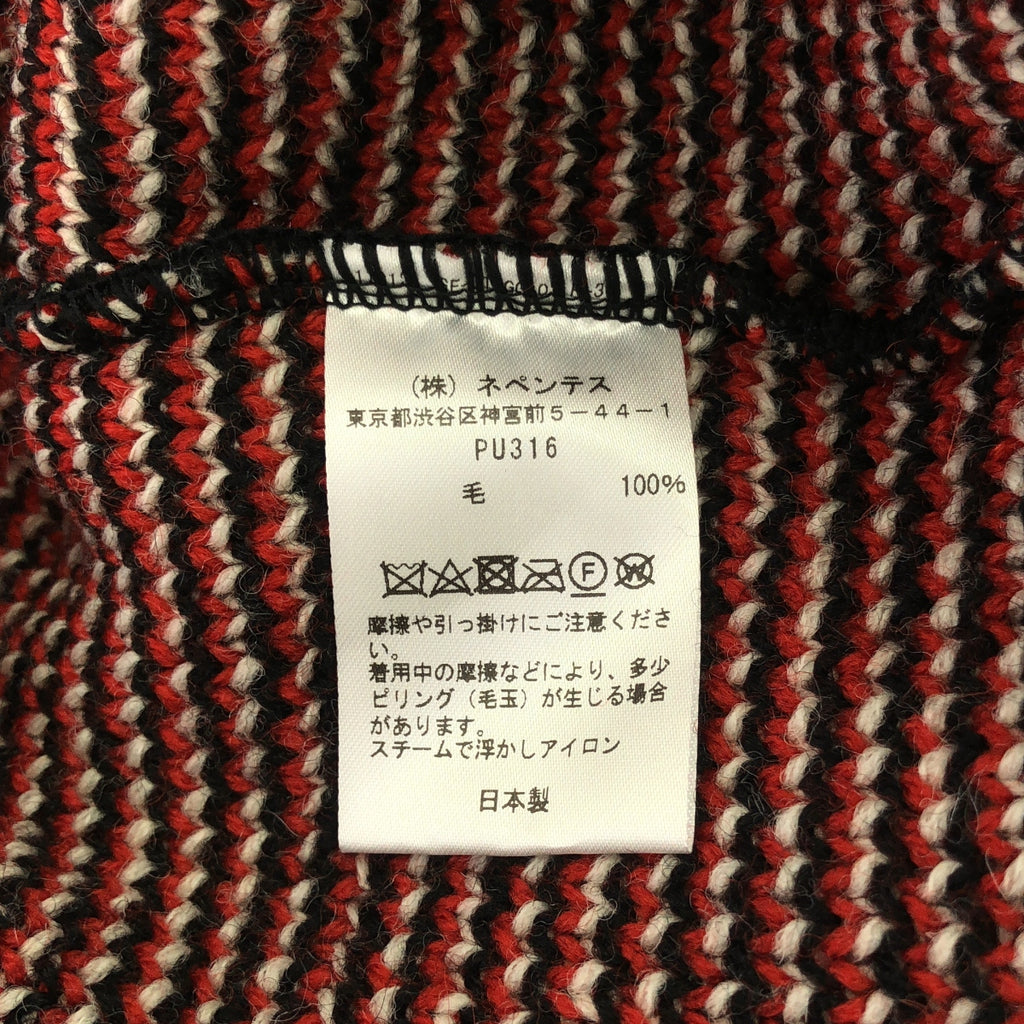 (株) ネペンテス
東京都渋谷区神宮前5-44-1
PU316
毛 100%
F W
摩擦や引っ掛けにご注意くださ
い。
着用中の摩擦などにより、多少
ピリング(毛玉)が生じる場合
があります。
スチームで浮かしアイロン
日本製